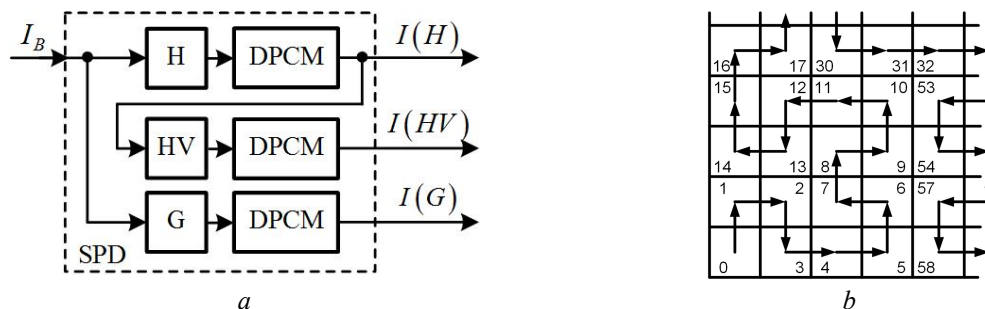 I_B
H
DPCM
I(H)
HV
DPCM
I(HV)
G
DPCM
I(G)
SPD
a
16 17 30 31 32
15 12 11 10 53
14 13 8 9 54
1 2 7 6 57
0 3 4 5 58
b